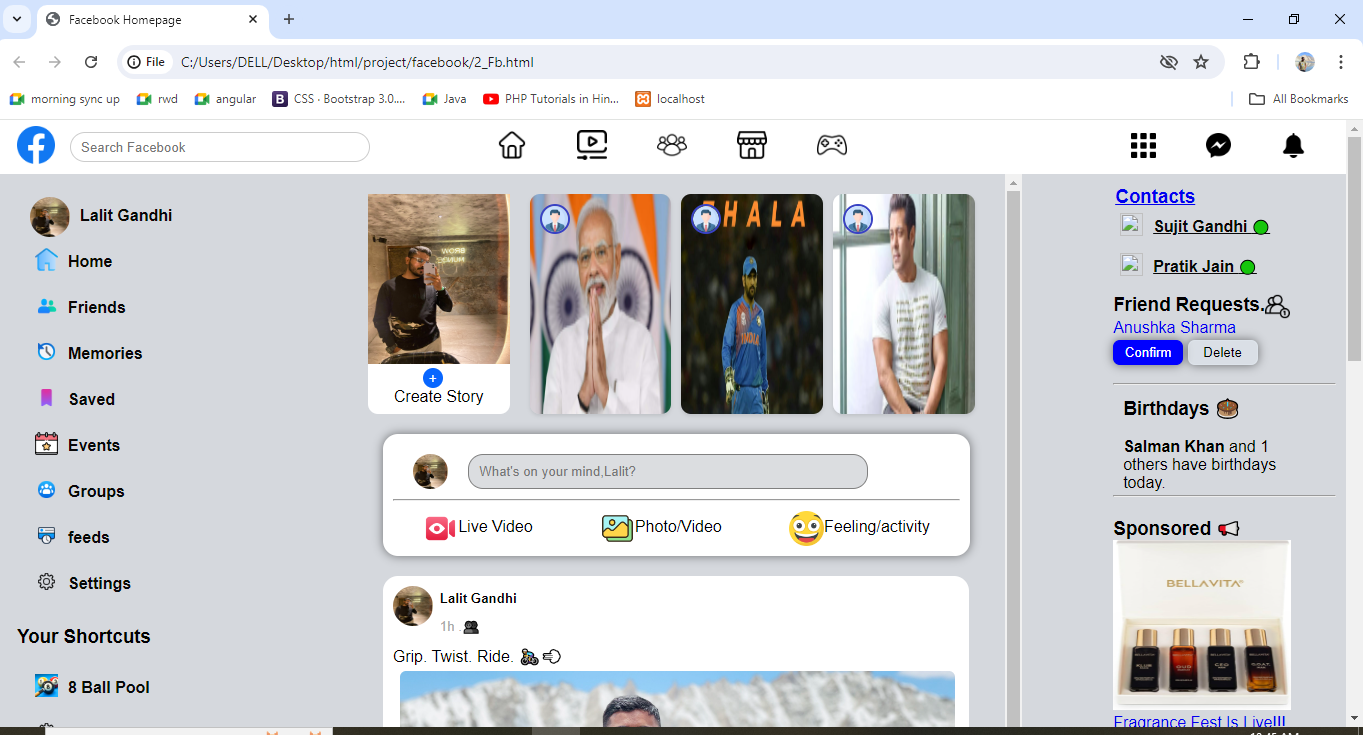 Facebook Homepage
File
C:/Users/DELL/Desktop/html/project/facebook/2_Fb.html
morning sync up
rwd
angular
B
CSS · Bootstrap 3.0....
Java
PHP Tutorials in Hin...
localhost
All Bookmarks
Search Facebook
Lalit Gandhi
Home
Friends
Memories
Saved
Events
Groups
feeds
Settings
Your Shortcuts
8 Ball Pool
Create Story
HALA
INDIA
What's on your mind,Lalit?
Live Video
Photo/Video
Feeling/activity
Lalit Gandhi
1h .
Grip. Twist. Ride.
Contacts
Sujit Gandhi
Pratik Jain
Friend Requests.
Anushka Sharma
Confirm
Delete
Birthdays
Salman Khan and 1
others have birthdays
today.
Sponsored
BELLAVITA
Fragrance Fest Is Live!!!